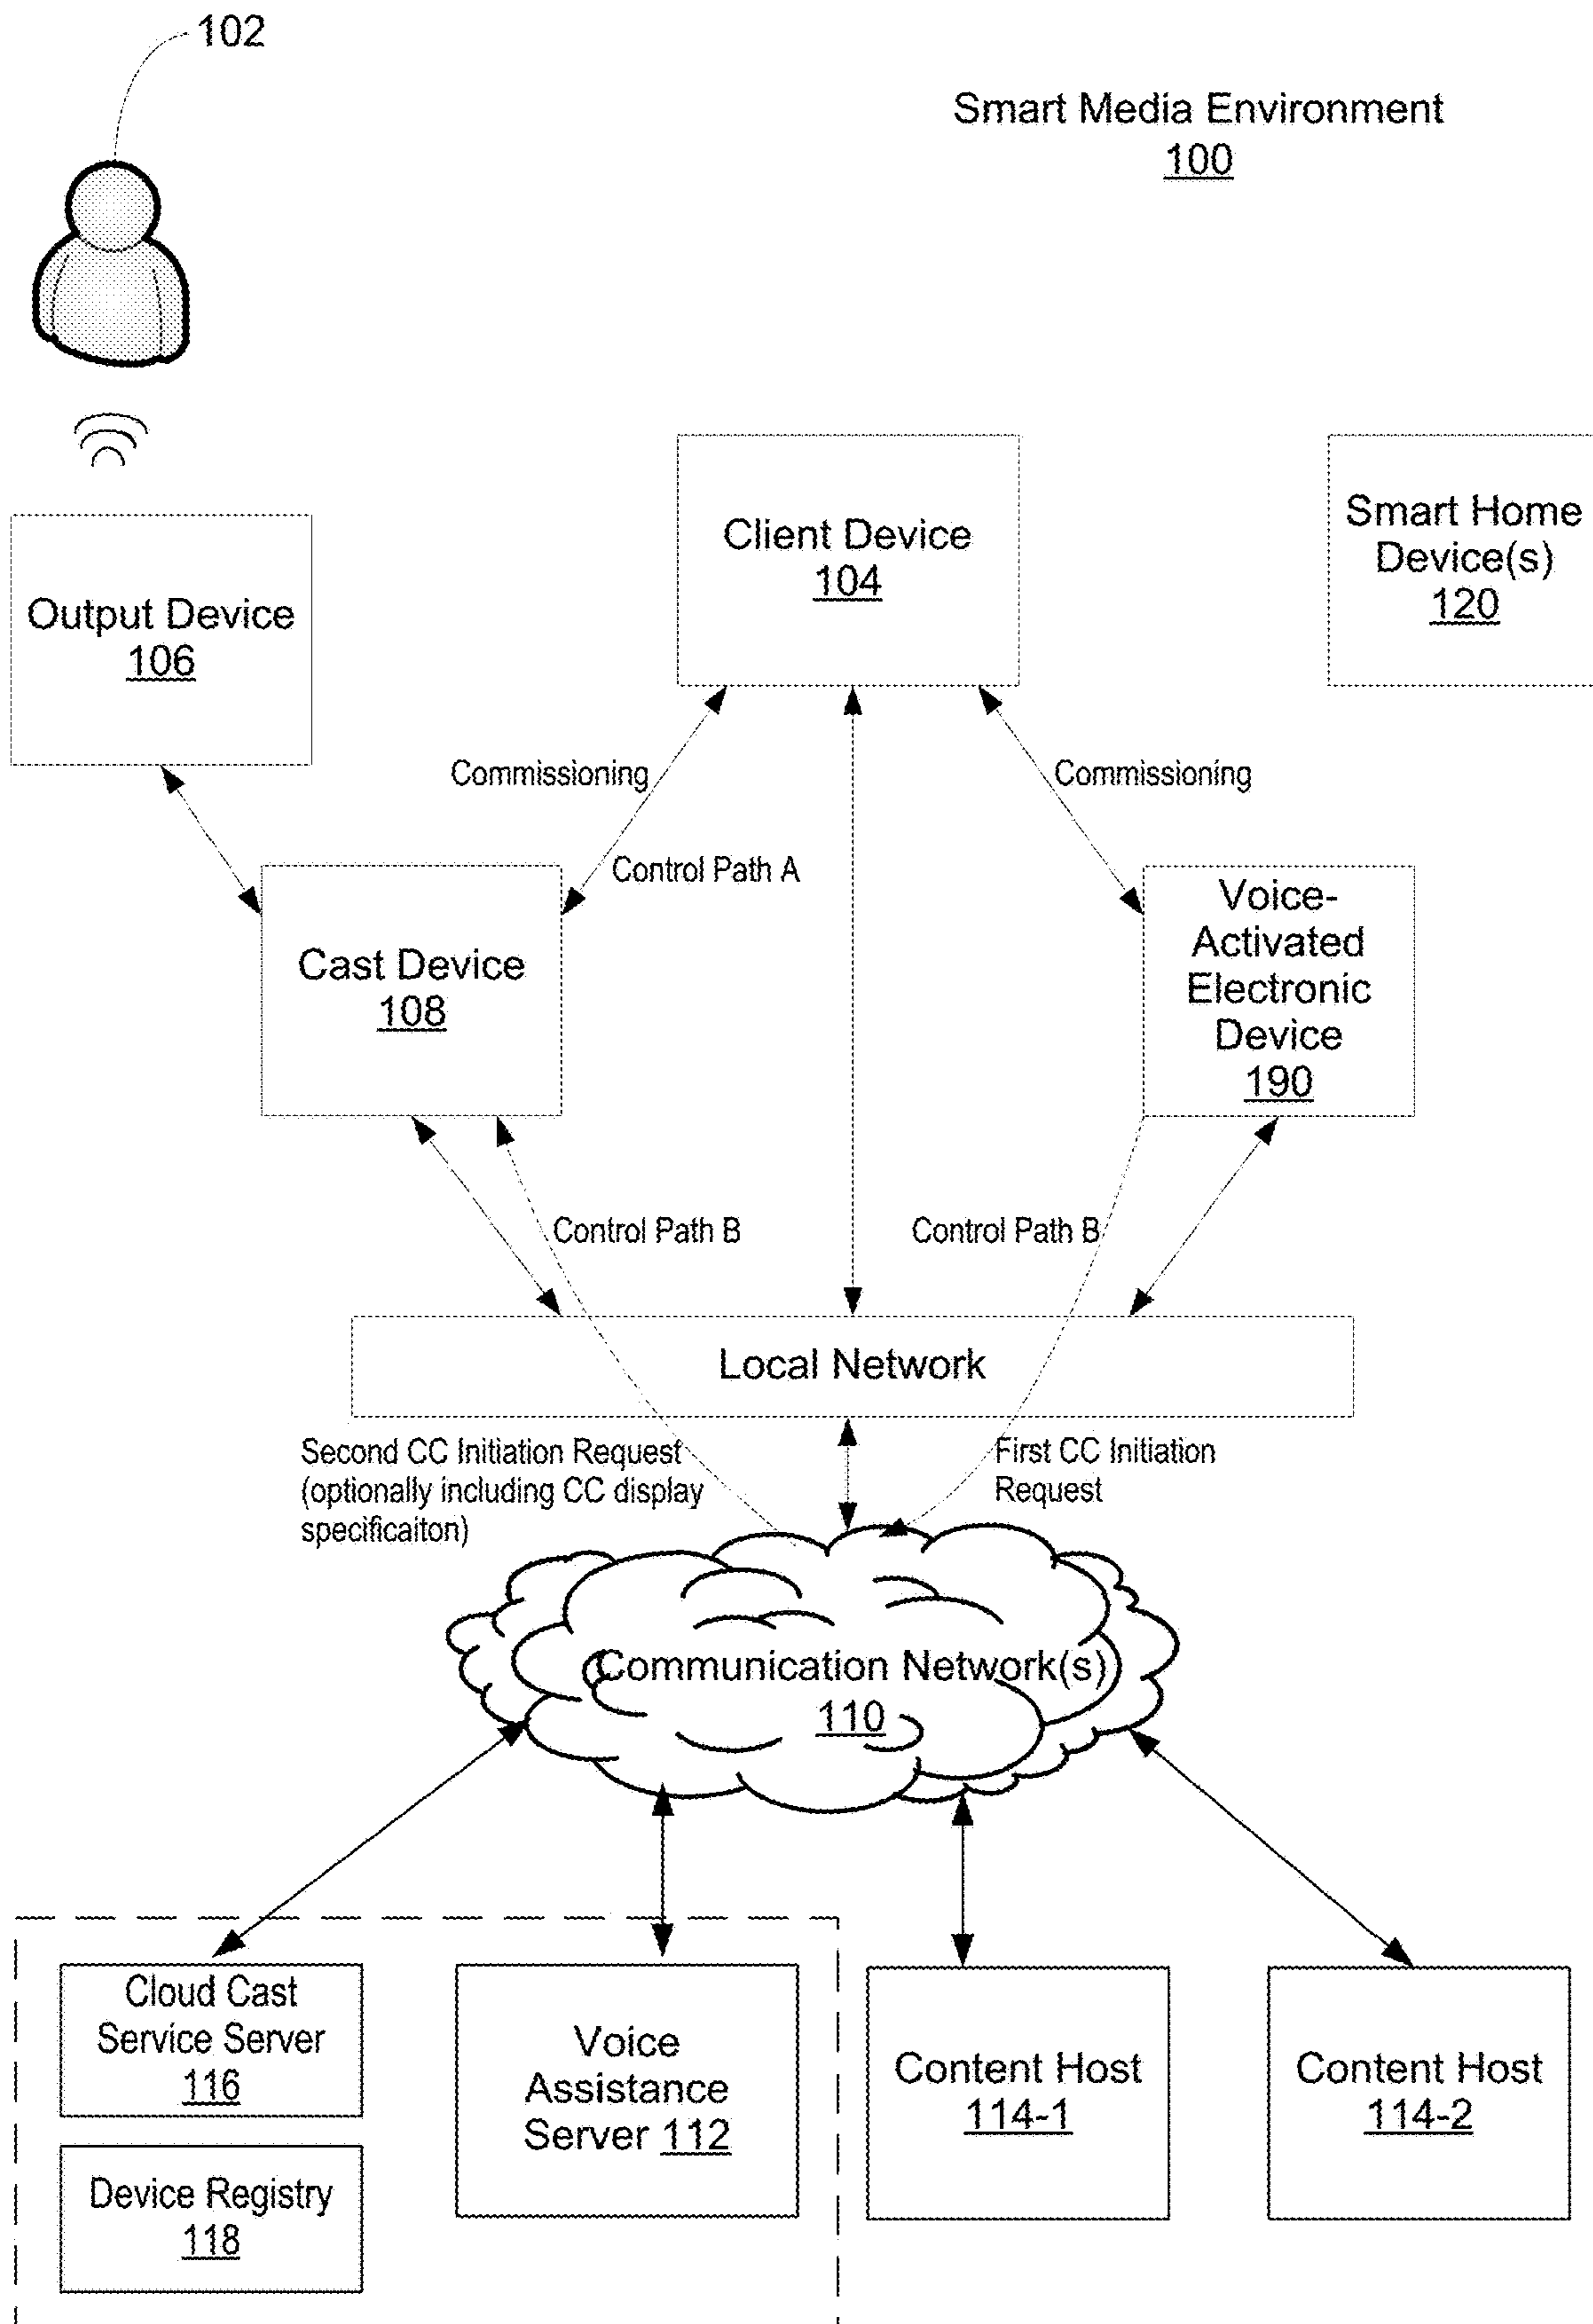 102
Smart Media Environment
100
Client Device
104
Smart Home
Device(s)
120
Output Device
106
Commissioning
Commissioning
Control Path A
Cast Device
108
Voice-
Activated
Electronic
Device
190
Control Path B
Control Path B
Local Network
Second CC Initiation Request
(optionally including CC display
specificaiton)
First CC Initiation
Request
Communication Network(s)
110
Cloud Cast
Service Server
116
Voice
Assistance
Server 112
Content Host
114-1
Content Host
114-2
Device Registry
118